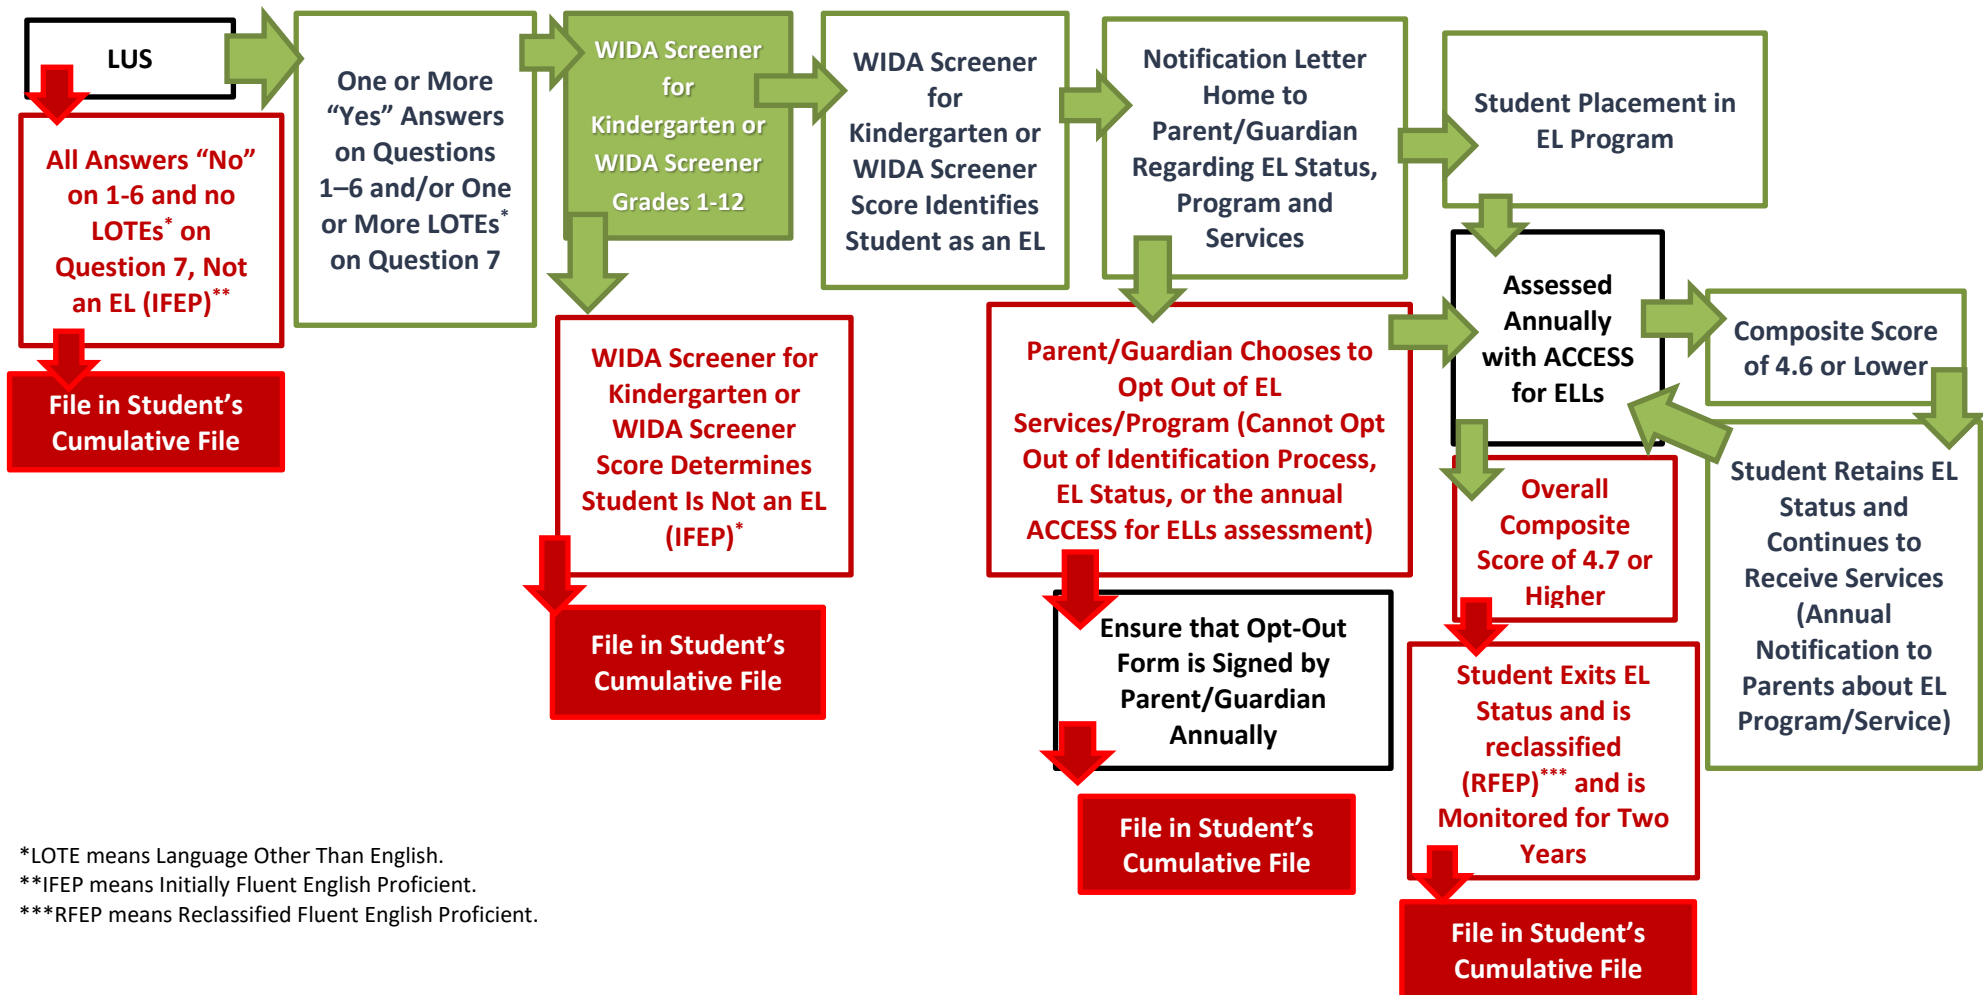 LUS
All Answers “No”
on 1-6 and no
LOTEs* on
Question 7, Not
an EL (IFEP)**
File in Student’s
Cumulative File
One or More
“Yes” Answers
on Questions
1–6 and/or One
or More LOTEs*
on Question 7
WIDA Screener
for
Kindergarten or
WIDA Screener
Grades 1-12
WIDA Screener for
Kindergarten or
WIDA Screener
Score Determines
Student Is Not an EL
(IFEP)*
File in Student’s
Cumulative File
WIDA Screener
for
Kindergarten or
WIDA Screener
Score Identifies
Student as an EL
Notification Letter
Home to
Parent/Guardian
Regarding EL Status,
Program and
Services
Parent/Guardian Chooses to
Opt Out of EL
Services/Program (Cannot Opt
Out of Identification Process,
EL Status, or the annual
ACCESS for ELLs assessment)
Ensure that Opt-Out
Form is Signed by
Parent/Guardian
Annually
File in Student’s
Cumulative File
Student Placement in
EL Program
Assessed
Annually
with ACCESS
for ELLs
Composite Score
of 4.6 or Lower
Student Retains EL
Status and
Continues to
Receive Services
(Annual
Notification to
Parents about EL
Program/Service)
Overall
Composite
Score of 4.7 or
Higher
Student Exits EL
Status and is
reclassified
(RFEP)*** and is
Monitored for Two
Years
File in Student’s
Cumulative File
*LOTE means Language Other Than English.
**IFEP means Initially Fluent English Proficient.
***RFEP means Reclassified Fluent English Proficient.